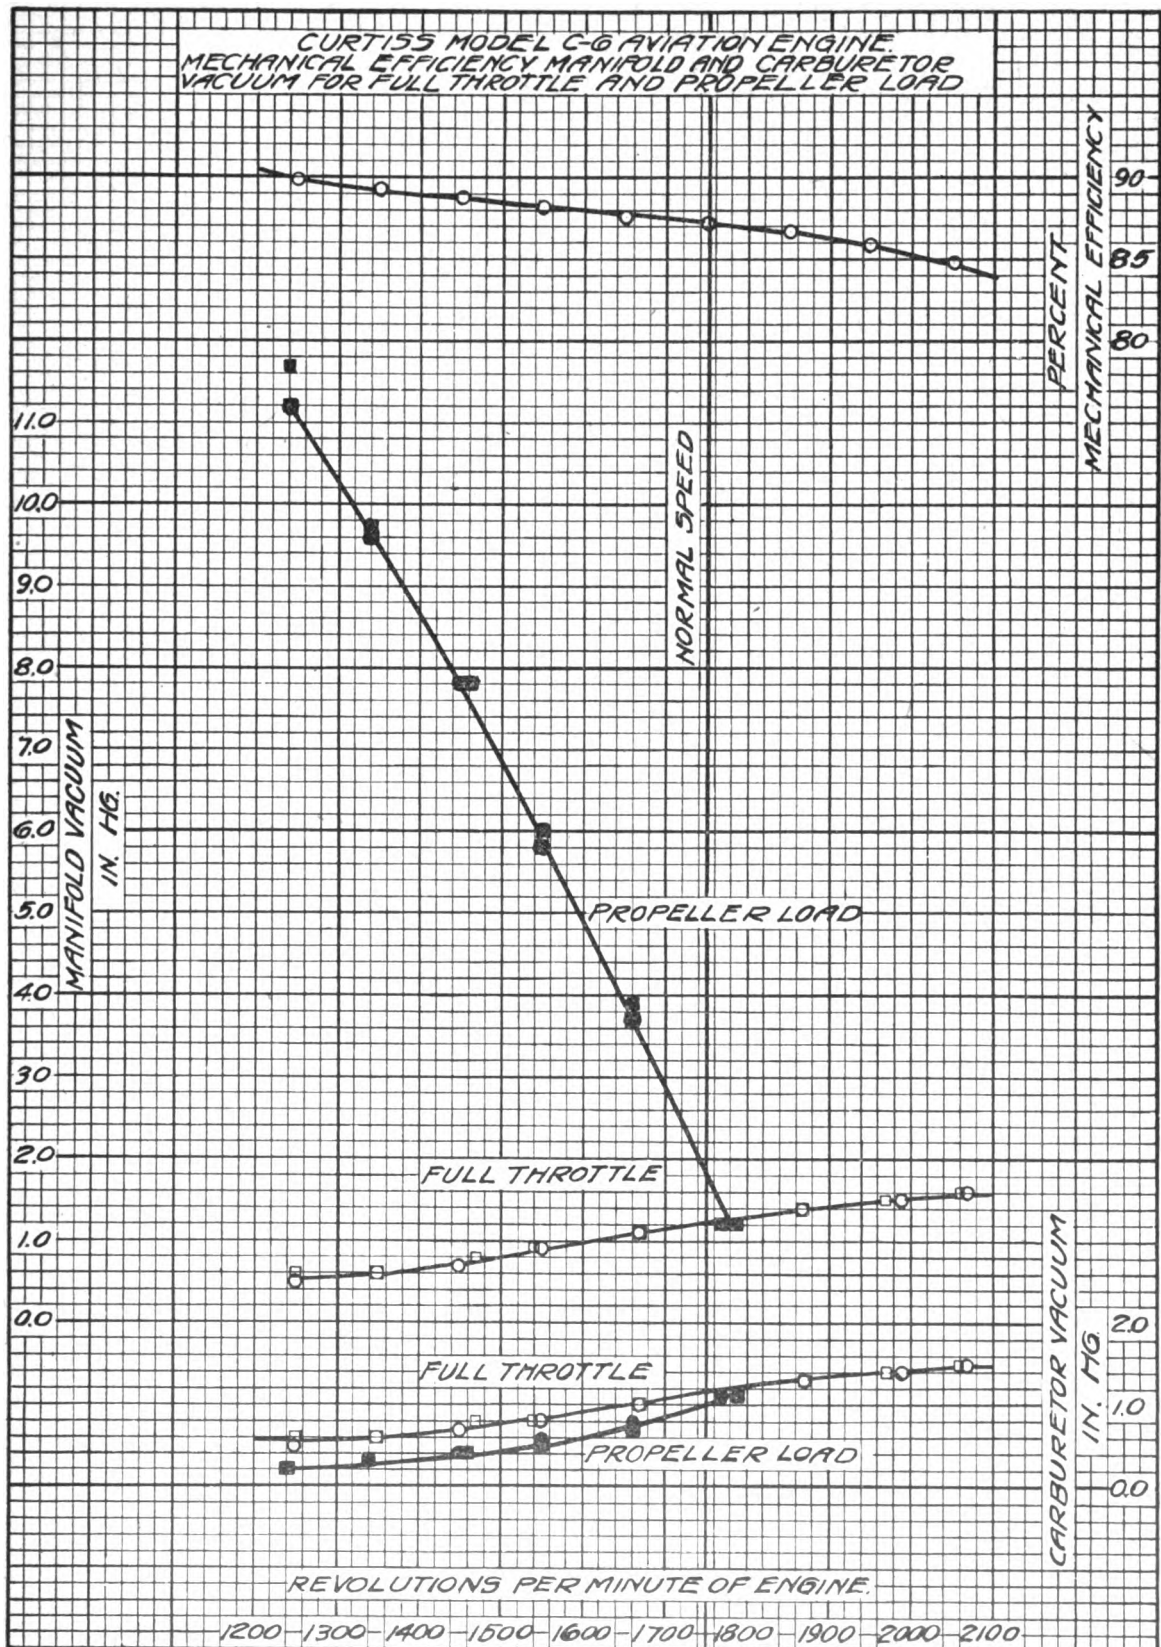 CURTISS MODEL C-6 AVIATION ENGINE.
MECHANICAL EFFICIENCY MANIFOLD AND CARBURETOR
VACUUM FOR FULL THROTTLE AND PROPELLER LOAD
PERCENT
MECHANICAL EFFICIENCY
90
85
80
11.0
10.0
9.0
8.0
7.0
6.0
5.0
4.0
3.0
2.0
1.0
0.0
MANIFOLD VACUUM
IN. HG.
NORMAL SPEED
PROPELLER LOAD
FULL THROTTLE
FULL THROTTLE
PROPELLER LOAD
CARBURETOR VACUUM
IN. HG.
2.0
1.0
0.0
REVOLUTIONS PER MINUTE OF ENGINE.
1200 1300 1400 1500 1600 1700 1800 1900 2000 2100